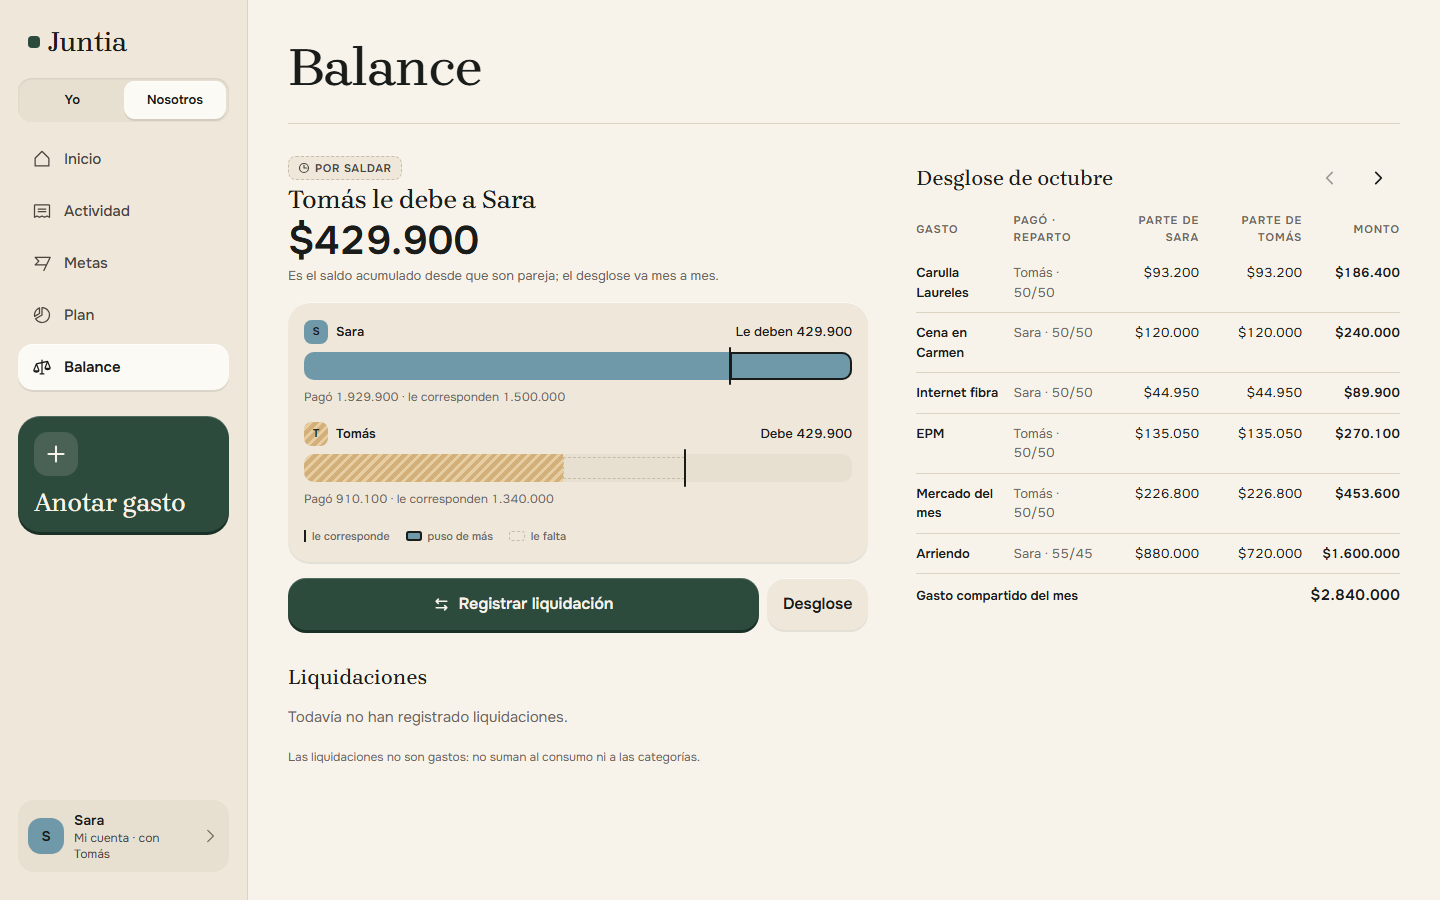 Juntia
Yo
Nosotros
Inicio
Actividad
Metas
Plan
Balance
Anotar gasto
S
Sara
Mi cuenta · con
Tomás
Balance
POR SALDAR
Tomás le debe a Sara
$429.900
Es el saldo acumulado desde que son pareja; el desglose va mes a mes.
S Sara Le deben 429.900
Pagó 1.929.900 · le corresponden 1.500.000
T Tomás Debe 429.900
Pagó 910.100 · le corresponden 1.340.000
le corresponde puso de más le falta
Registrar liquidación
Desglose
Liquidaciones
Todavía no han registrado liquidaciones.
Las liquidaciones no son gastos: no suman al consumo ni a las categorías.
Desglose de octubre
GASTO PAGÓ · REPARTO PARTE DE SARA PARTE DE TOMÁS MONTO
Carulla Laureles Tomás · 50/50 $93.200 $93.200 $186.400
Cena en Carmen Sara · 50/50 $120.000 $120.000 $240.000
Internet fibra Sara · 50/50 $44.950 $44.950 $89.900
EPM Tomás · 50/50 $135.050 $135.050 $270.100
Mercado del mes Tomás · 50/50 $226.800 $226.800 $453.600
Arriendo Sara · 55/45 $880.000 $720.000 $1.600.000
Gasto compartido del mes $2.840.000